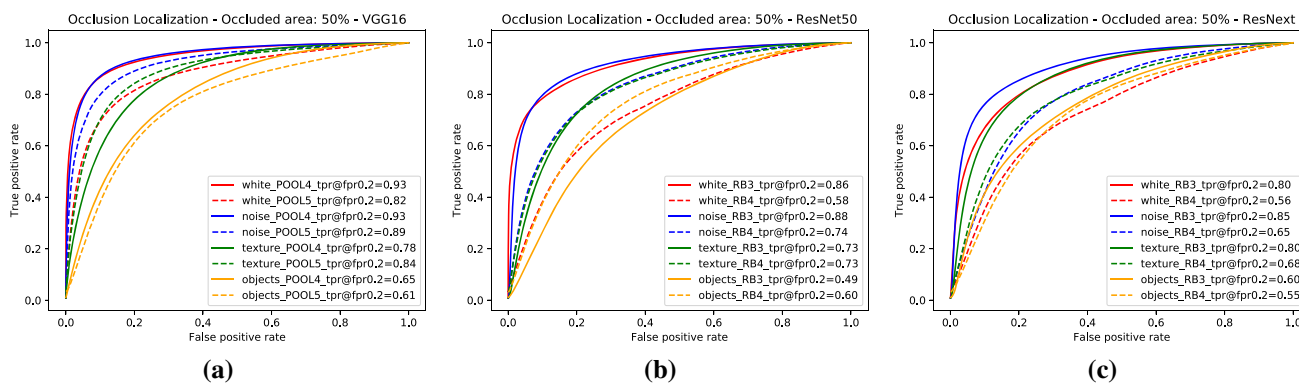 Occlusion Localization - Occluded area: 50% - VGG16
1.0
0.8
0.6
0.4
0.2
0.0
True positive rate
white_POOL4_tpr@fpr0.2=0.93
white_POOL5_tpr@fpr0.2=0.82
noise_POOL4_tpr@fpr0.2=0.93
noise_POOL5_tpr@fpr0.2=0.89
texture_POOL4_tpr@fpr0.2=0.78
texture_POOL5_tpr@fpr0.2=0.84
objects_POOL4_tpr@fpr0.2=0.65
objects_POOL5_tpr@fpr0.2=0.61
0.0 0.2 0.4 0.6 0.8 1.0
False positive rate
(a)
Occlusion Localization - Occluded area: 50% - ResNet50
1.0
0.8
0.6
0.4
0.2
0.0
True positive rate
white_RB3_tpr@fpr0.2=0.86
white_RB4_tpr@fpr0.2=0.58
noise_RB3_tpr@fpr0.2=0.88
noise_RB4_tpr@fpr0.2=0.74
texture_RB3_tpr@fpr0.2=0.73
texture_RB4_tpr@fpr0.2=0.73
objects_RB3_tpr@fpr0.2=0.49
objects_RB4_tpr@fpr0.2=0.60
0.0 0.2 0.4 0.6 0.8 1.0
False positive rate
(b)
Occlusion Localization - Occluded area: 50% - ResNext
1.0
0.8
0.6
0.4
0.2
0.0
True positive rate
white_RB3_tpr@fpr0.2=0.80
white_RB4_tpr@fpr0.2=0.56
noise_RB3_tpr@fpr0.2=0.85
noise_RB4_tpr@fpr0.2=0.65
texture_RB3_tpr@fpr0.2=0.80
texture_RB4_tpr@fpr0.2=0.68
objects_RB3_tpr@fpr0.2=0.60
objects_RB4_tpr@fpr0.2=0.55
0.0 0.2 0.4 0.6 0.8 1.0
False positive rate
(c)